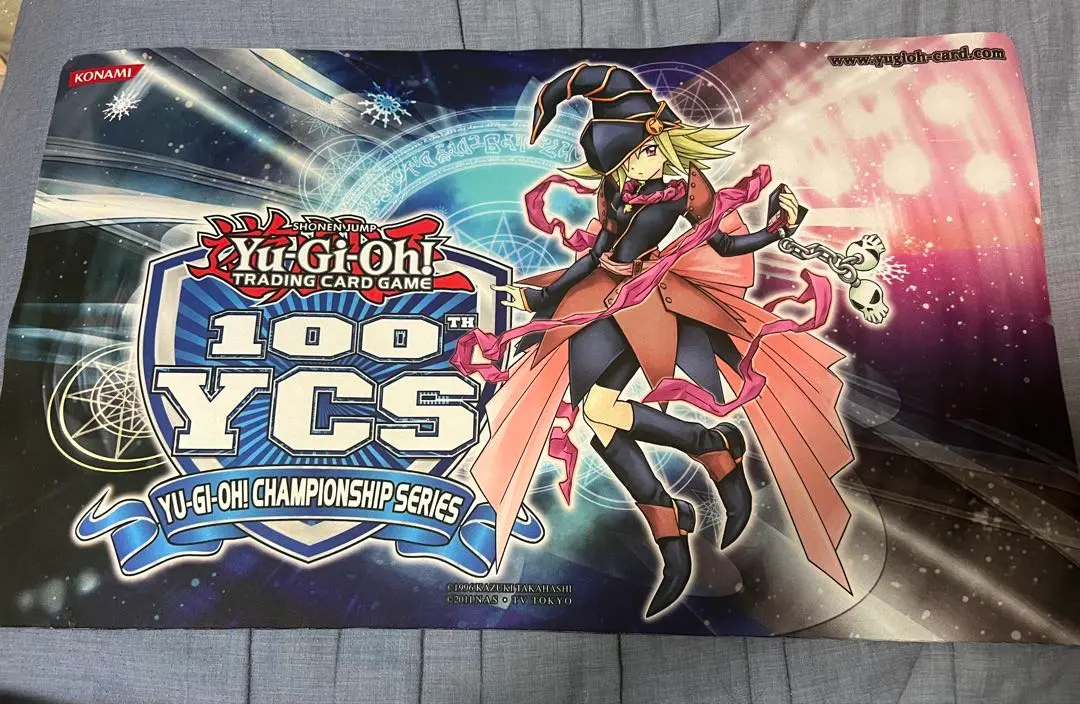 KONAMI
www.yugioh-card.com
SHONEN JUMP
Yu-Gi-Oh!
TRADING CARD GAME
100TH
YCS
YU-GI-OH! CHAMPIONSHIP SERIES
©1996 KAZUKI TAKAHASHI
©2011 NAS • TV TOKYO